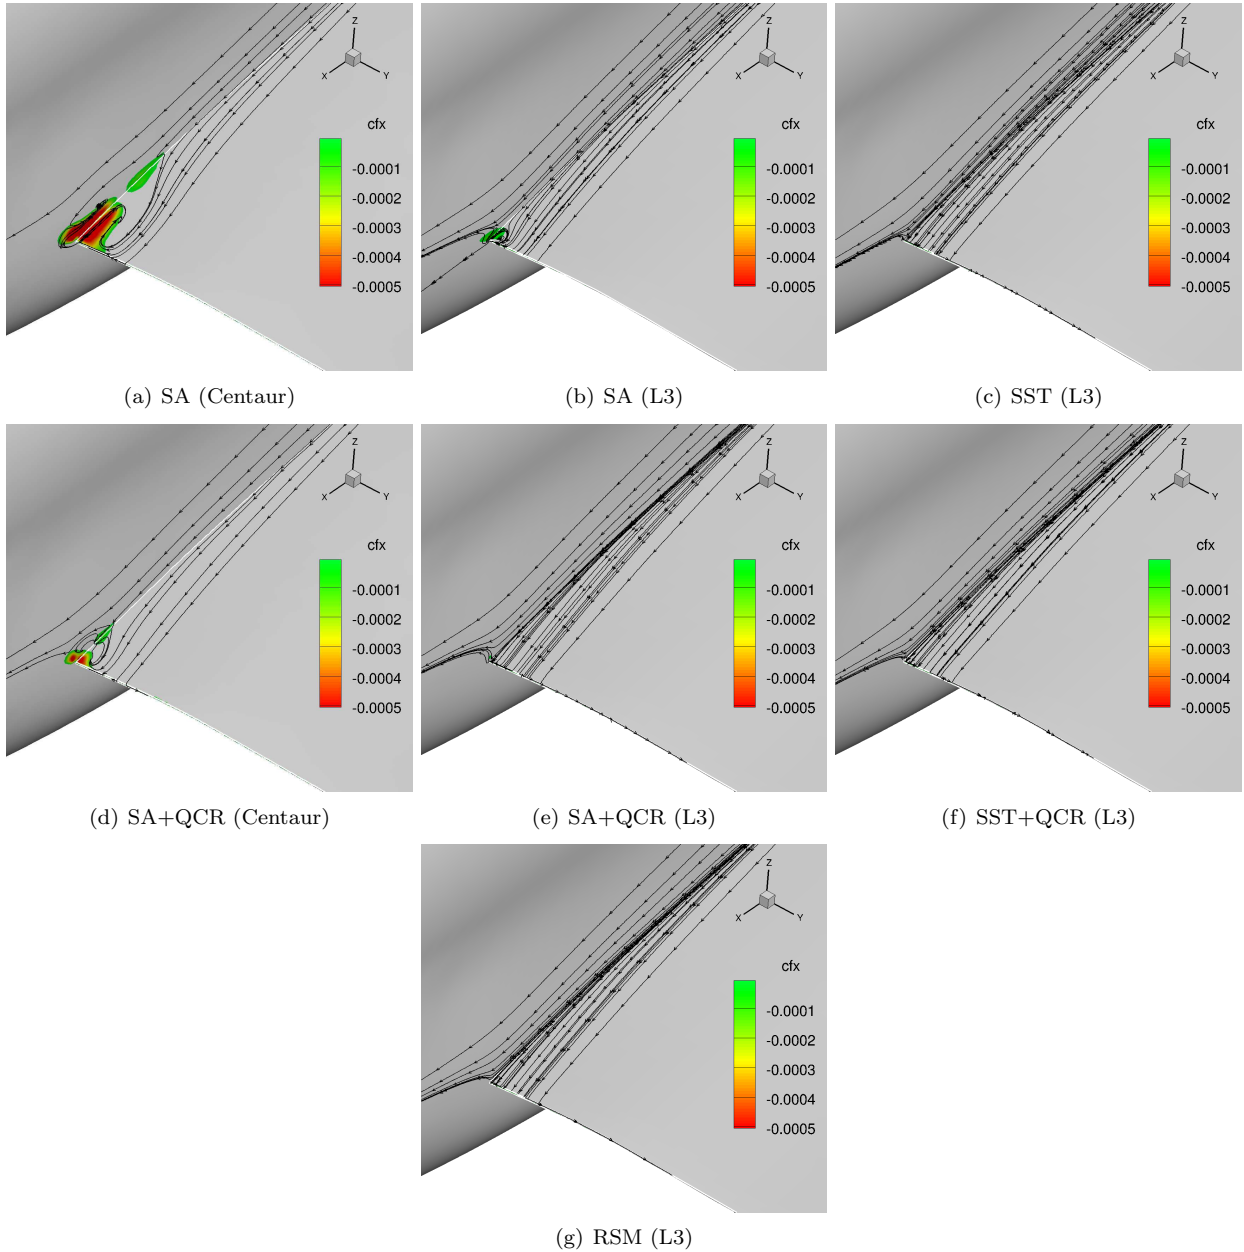 Z
X
Y
cfx
-0.0001
-0.0002
-0.0003
-0.0004
-0.0005
(a) SA (Centaur)
Z
X
Y
cfx
-0.0001
-0.0002
-0.0003
-0.0004
-0.0005
(b) SA (L3)
Z
X
Y
cfx
-0.0001
-0.0002
-0.0003
-0.0004
-0.0005
(c) SST (L3)
Z
X
Y
cfx
-0.0001
-0.0002
-0.0003
-0.0004
-0.0005
(d) SA+QCR (Centaur)
Z
X
Y
cfx
-0.0001
-0.0002
-0.0003
-0.0004
-0.0005
(e) SA+QCR (L3)
Z
X
Y
cfx
-0.0001
-0.0002
-0.0003
-0.0004
-0.0005
(f) SST+QCR (L3)
Z
X
Y
cfx
-0.0001
-0.0002
-0.0003
-0.0004
-0.0005
(g) RSM (L3)